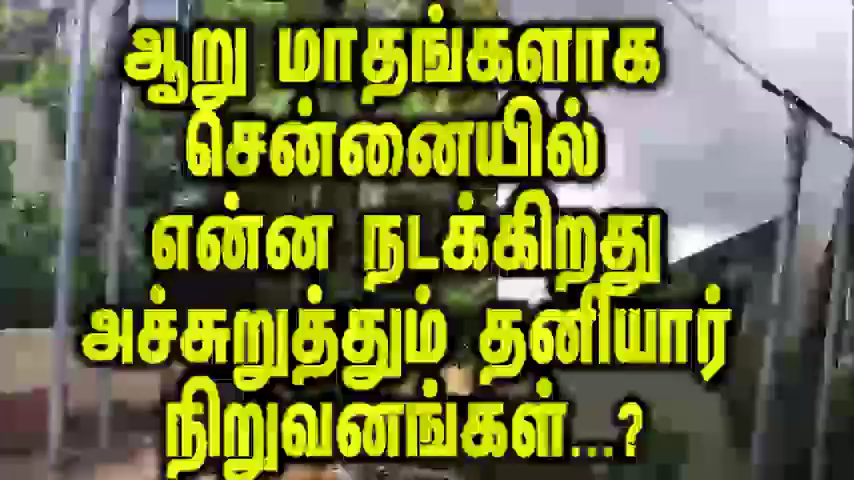 ஆறு மாதங்களாக
சென்னையில்
என்ன நடக்கிறது
அச்சுறுத்தும் தனியார்
நிறுவனங்கள்...?